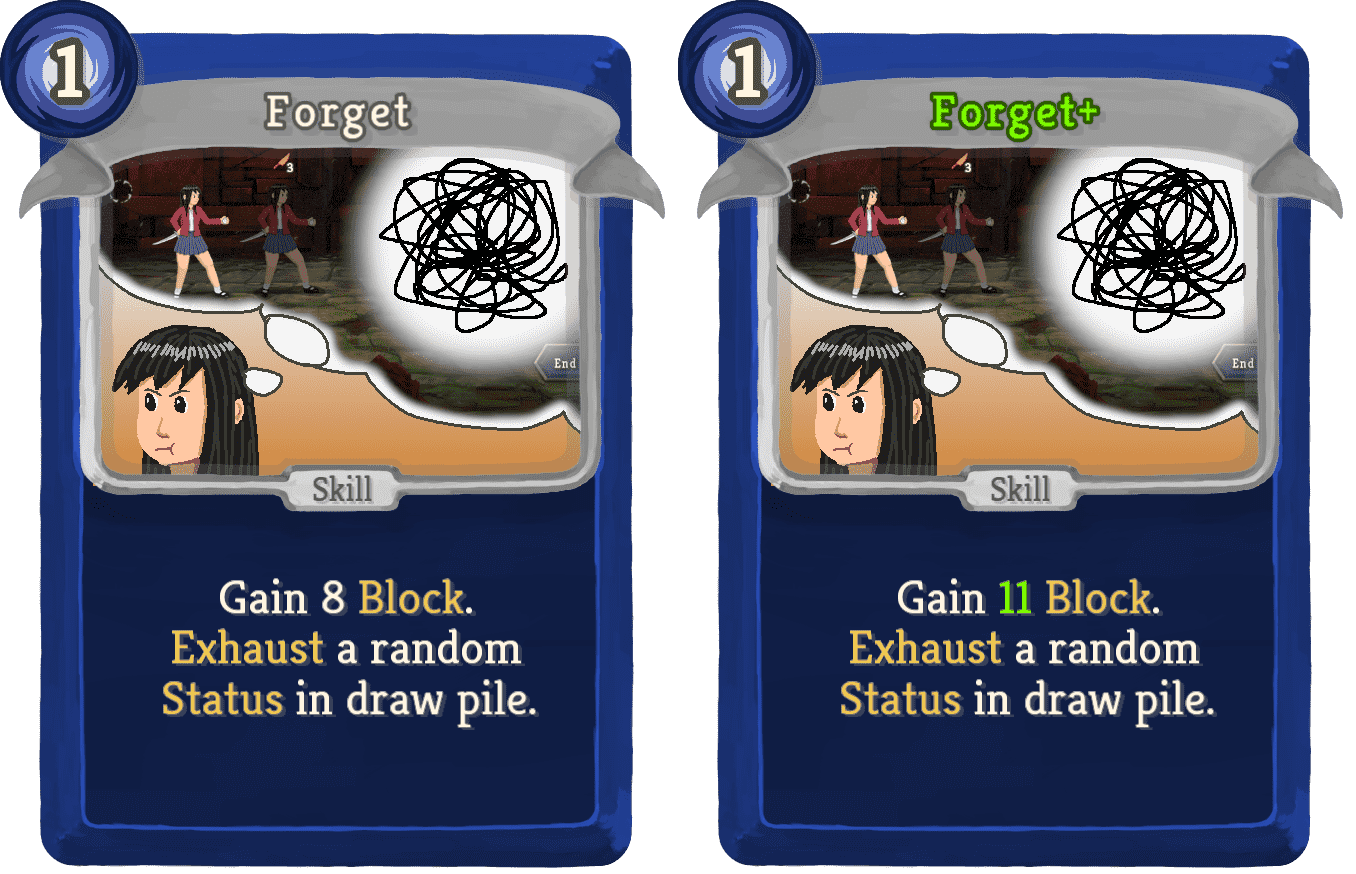 1
Forget
3
End
Skill
Gain 8 Block.
Exhaust a random
Status in draw pile.
1
Forget+
3
End
Skill
Gain 11 Block.
Exhaust a random
Status in draw pile.